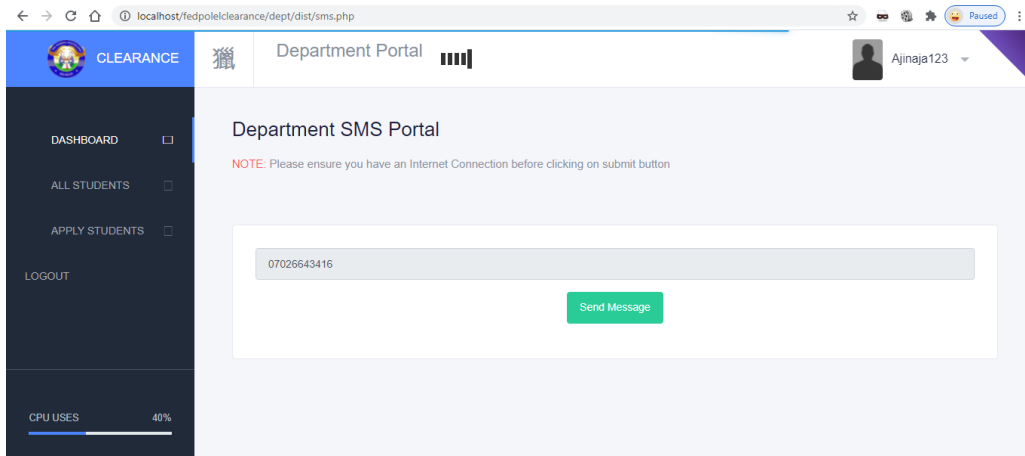 localhost/fedpolelclearance/dept/dist/sms.php
Paused
CLEARANCE
獵
Department Portal
Ajinaja123
DASHBOARD
ALL STUDENTS
APPLY STUDENTS
LOGOUT
CPU USES 40%
Department SMS Portal
NOTE: Please ensure you have an Internet Connection before clicking on submit button
07026643416
Send Message